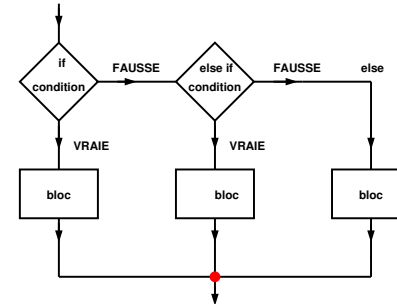 if
condition
FAUSSE
else if
condition
FAUSSE
else
VRAIE
VRAIE
bloc
bloc
bloc